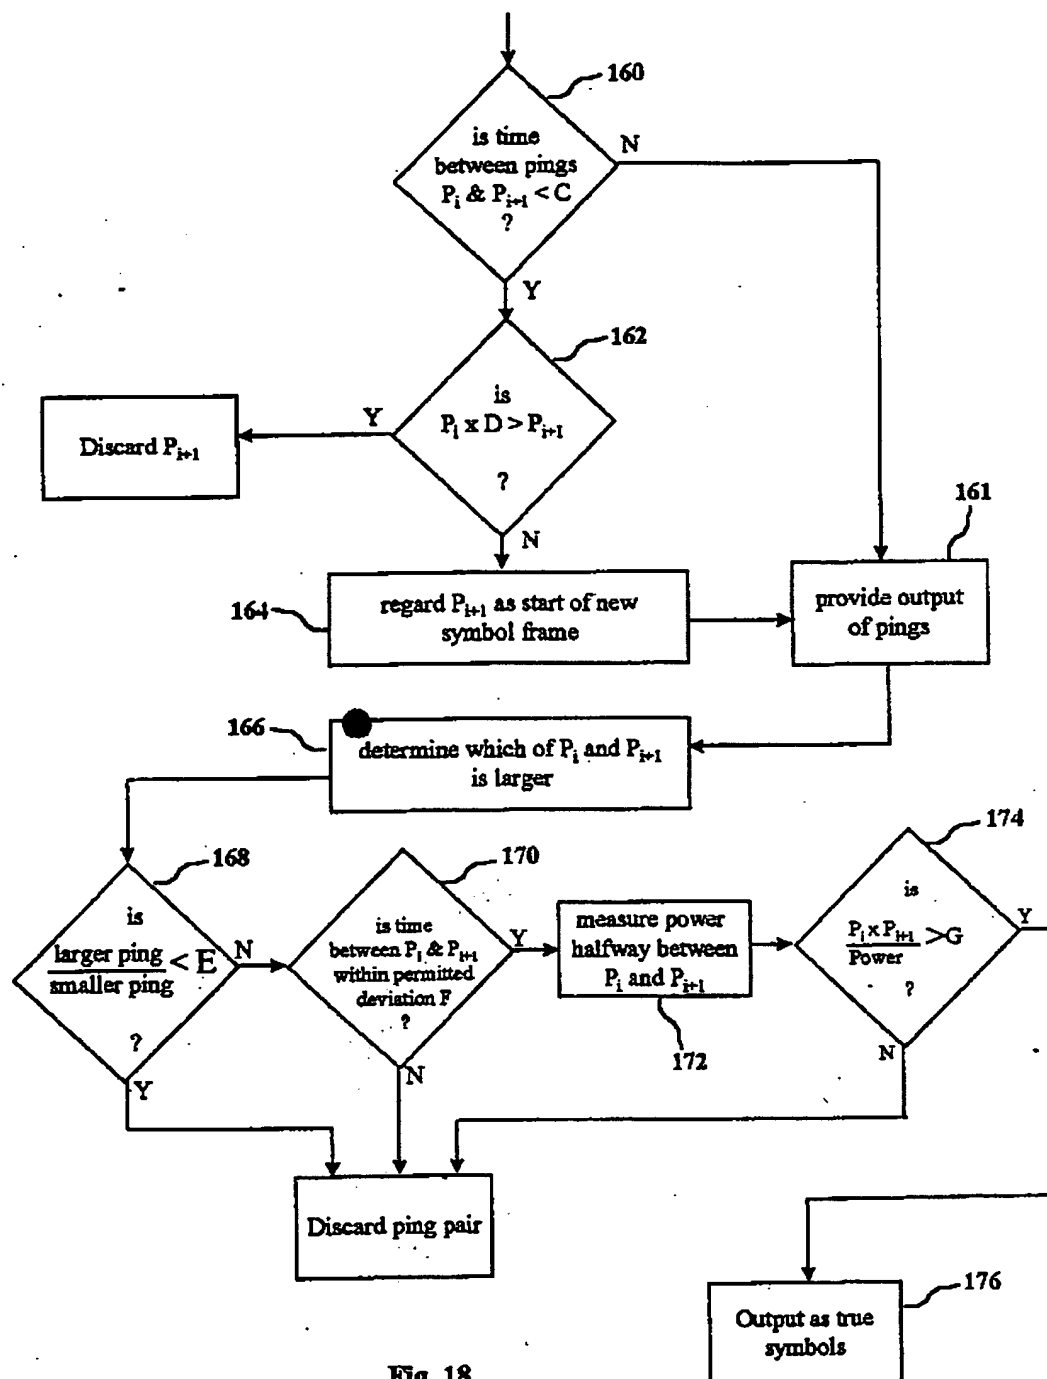 160
is time
between pings
Pi & Pi+1 < C
?
N
Y
162
is
Pi x D > Pi+1
?
Y
Discard Pi+1
N
161
provide output
of pings
164
regard Pi+1 as start of new
symbol frame
166
determine which of Pi and Pi+1
is larger
168
is
larger ping
smaller ping
< E
?
N
Y
170
is time
between Pi & Pi+1
within permitted
deviation F
?
Y
N
measure power
halfway between
Pi and Pi+1
172
174
is
Pi x Pi+1
Power
>G
?
Y
N
Discard ping pair
176
Output as true
symbols
Fig. 18